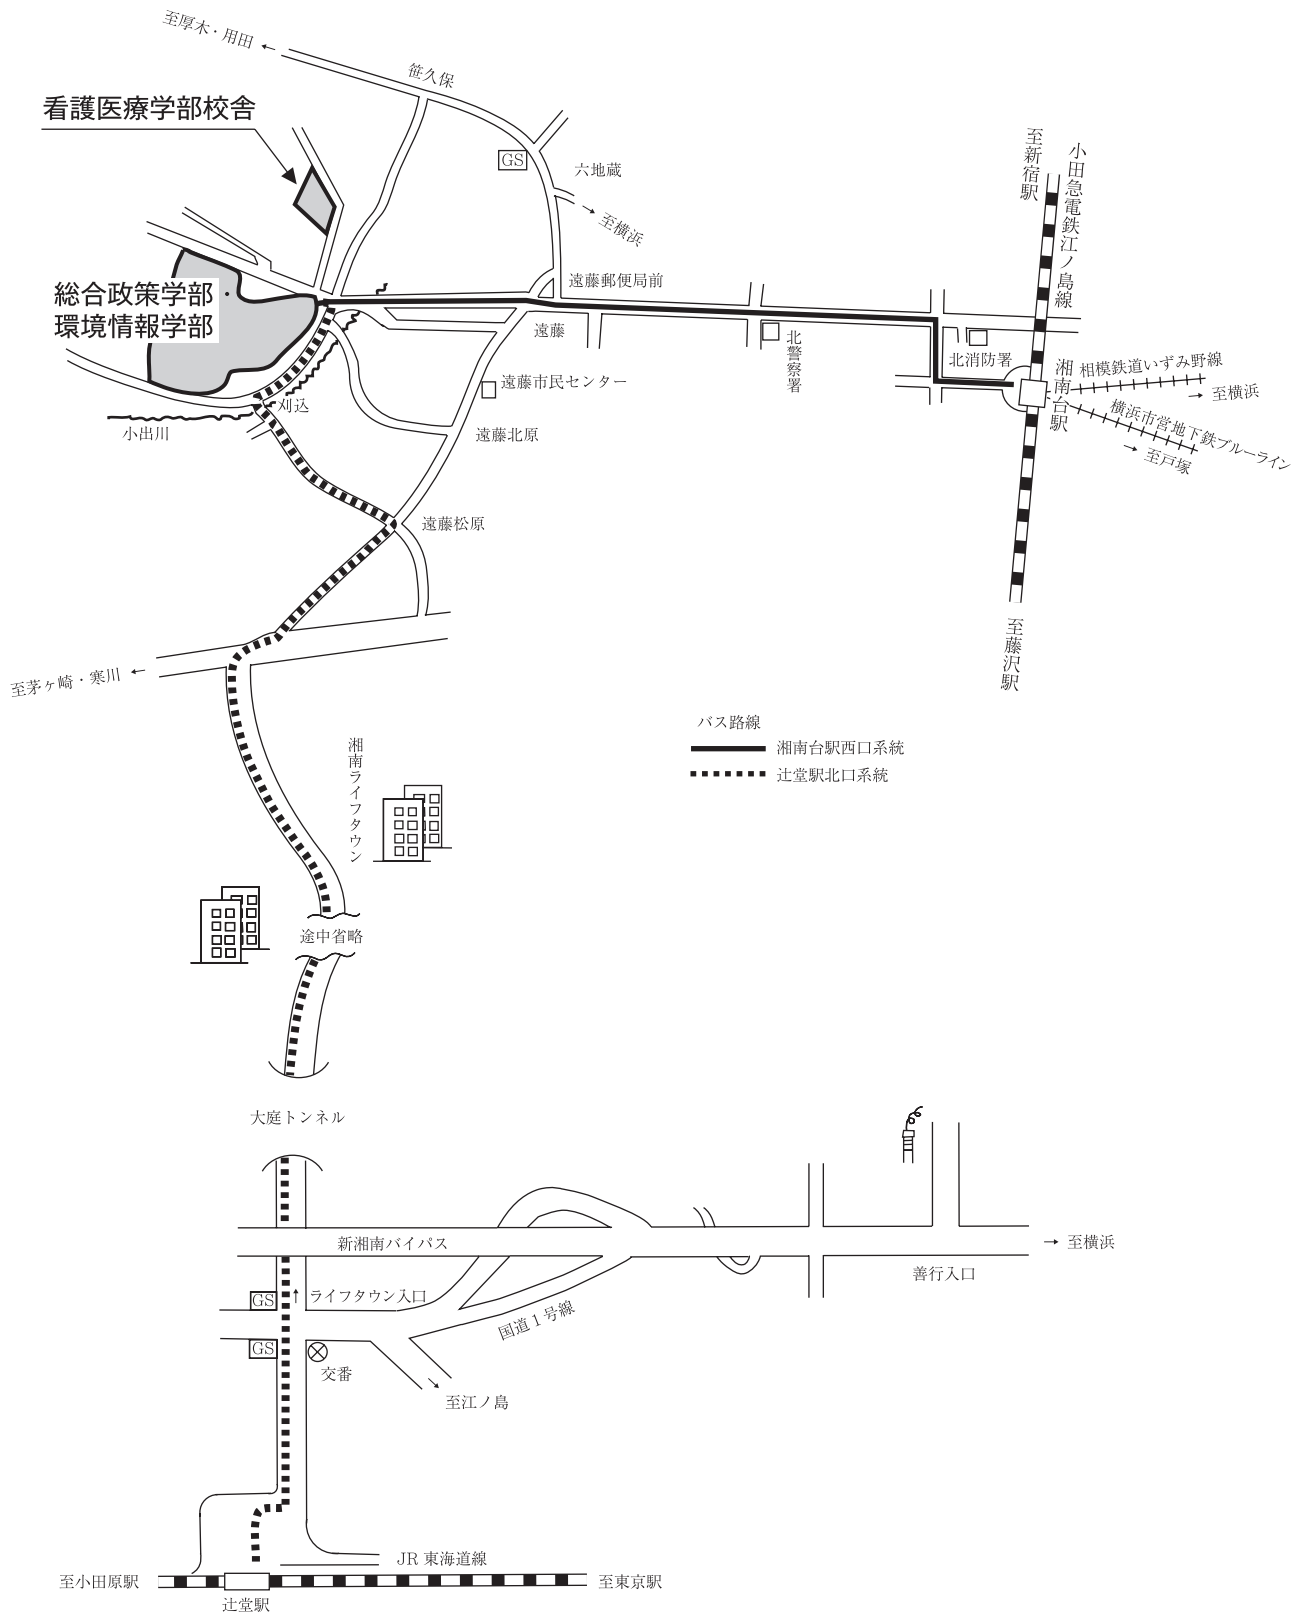 至厚木・用田
笹久保
看護医療学部校舎
GS
六地蔵
至横浜
至新宿駅
小田急電鉄江ノ島線
総合政策学部・
環境情報学部
遠藤郵便局前
遠藤
北警察署
北消防署
湘南台駅
相模鉄道いずみ野線
至横浜
横浜市営地下鉄ブルーライン
至戸塚
遠藤市民センター
刈込
小出川
遠藤北原
遠藤松原
至藤沢駅
至茅ヶ崎・寒川
バス路線
湘南台駅西口系統
辻堂駅北口系統
湘南ライフタウン
途中省略
大庭トンネル
新湘南バイパス
至横浜
善行入口
GS
ライフタウン入口
国道1号線
GS
交番
至江ノ島
JR 東海道線
至小田原駅
至東京駅
辻堂駅